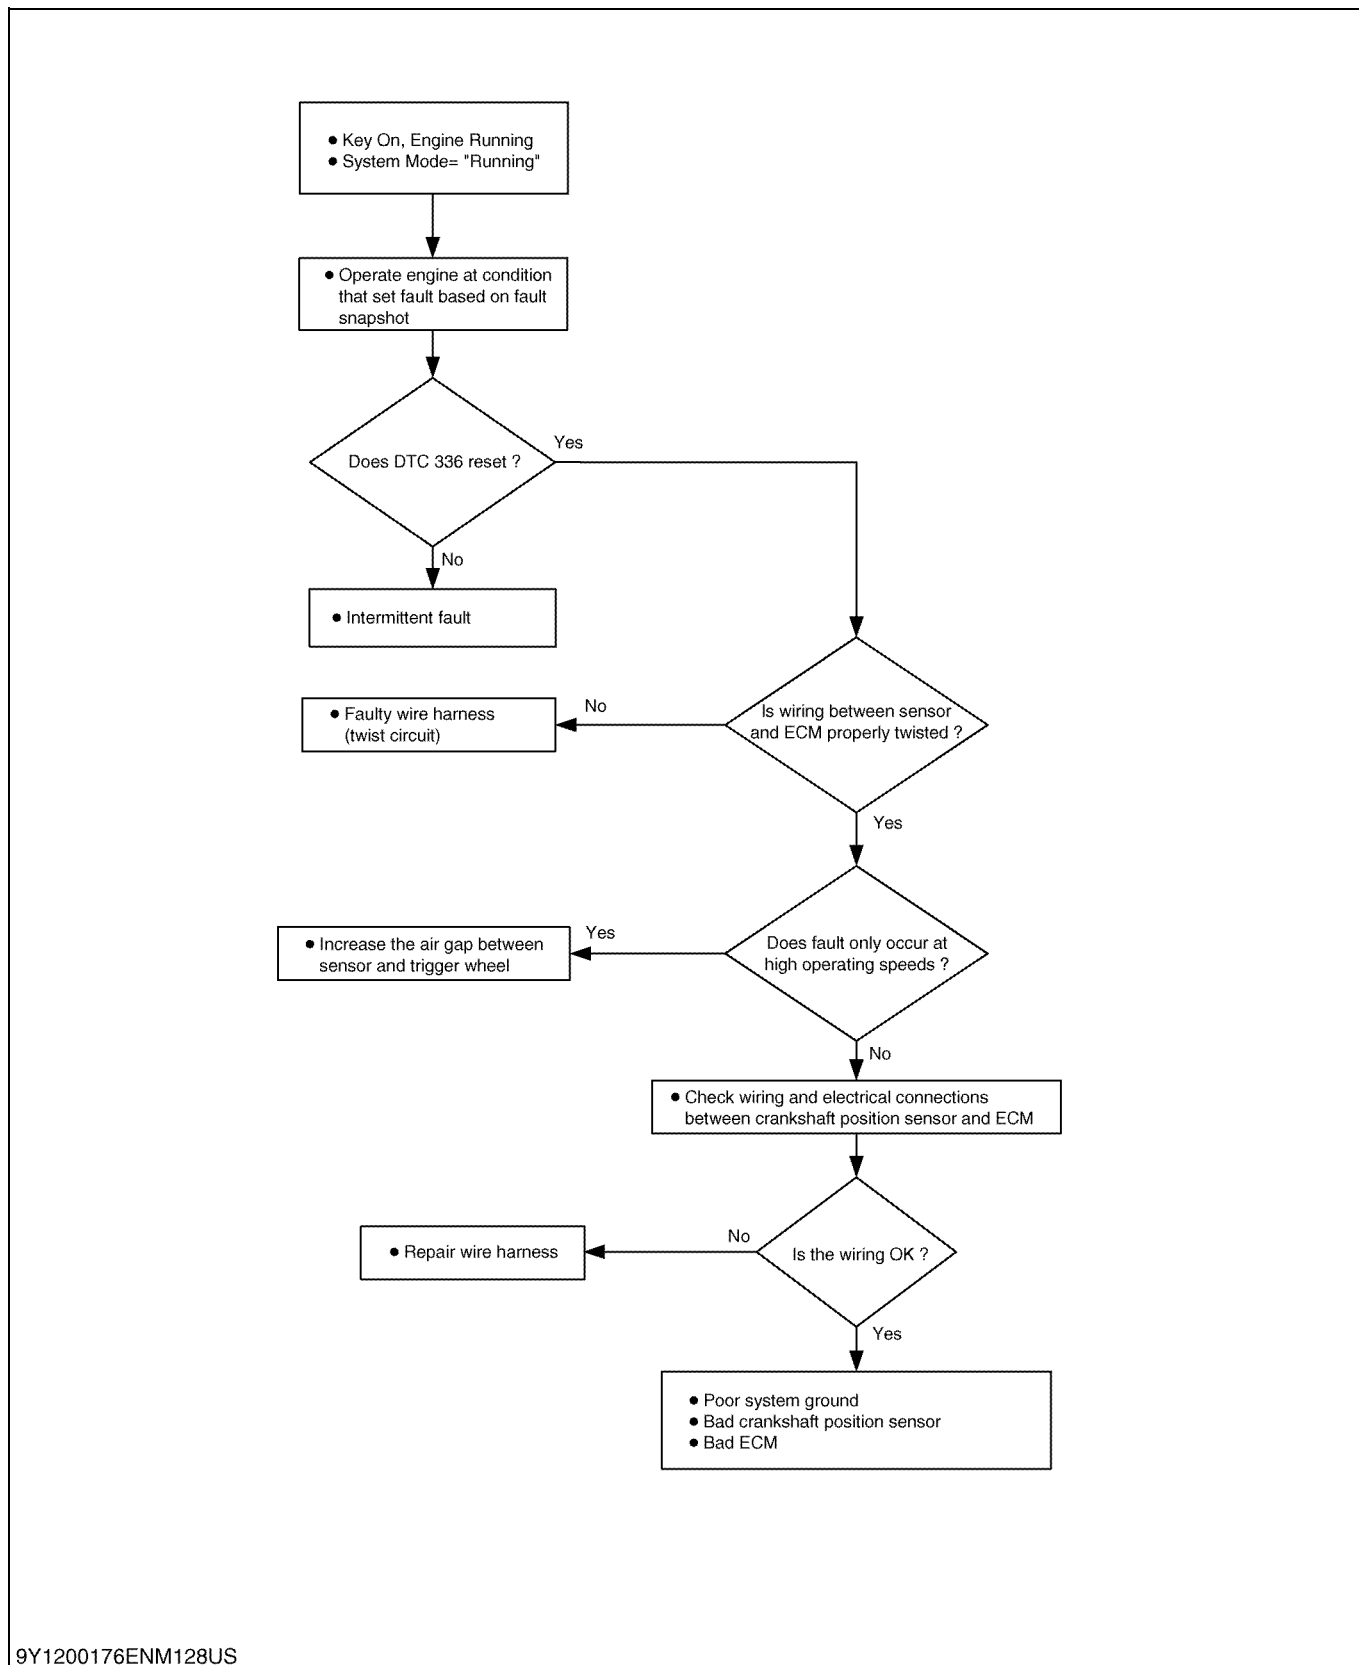 ● Key On, Engine Running
● System Mode= "Running"
● Operate engine at condition
that set fault based on fault
snapshot
Does DTC 336 reset ?
Yes
No
● Intermittent fault
Is wiring between sensor
and ECM properly twisted ?
No
● Faulty wire harness
(twist circuit)
Yes
Does fault only occur at
high operating speeds ?
Yes
● Increase the air gap between
sensor and trigger wheel
No
● Check wiring and electrical connections
between crankshaft position sensor and ECM
Is the wiring OK ?
No
● Repair wire harness
Yes
● Poor system ground
● Bad crankshaft position sensor
● Bad ECM
9Y1200176ENM128US